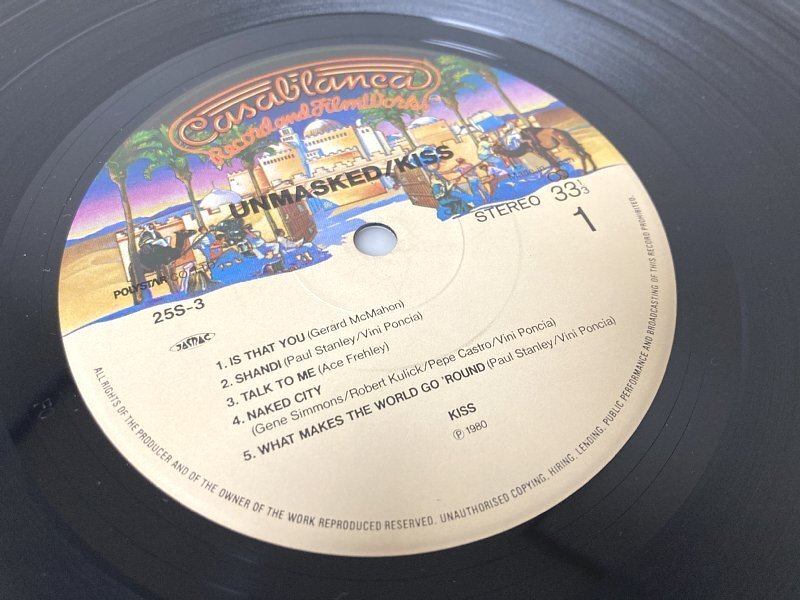 Casablanca
Record and FilmWorks
UNMASKED/KISS
STEREO 33⅓
1
POLYSTAR CO., LTD.
25S-3
JASRAC
1. IS THAT YOU (Gerard McMahon)
2. SHANDI (Paul Stanley/Vini Poncia)
3. TALK TO ME (Ace Frehley)
4. NAKED CITY
(Gene Simmons/Robert Kulick/Pepe Castro/Vini Poncia)
5. WHAT MAKES THE WORLD GO 'ROUND (Paul Stanley/Vini Poncia)
KISS
℗ 1980
ALL RIGHTS OF THE PRODUCER AND OF THE OWNER OF THE WORK REPRODUCED RESERVED. UNAUTHORISED COPYING, HIRING, LENDING, PUBLIC PERFORMANCE AND BROADCASTING OF THIS RECORD PROHIBITED.